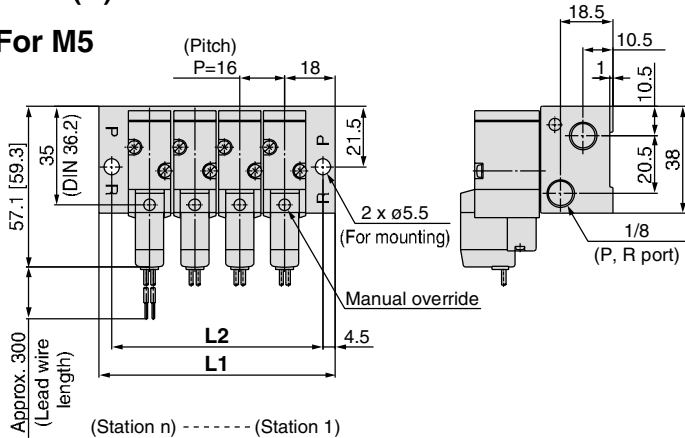 For M5
(Pitch)
P=16
18
18.5
10.5
1
10.5
20.5
38
57.1 [59.3]
35
(DIN 36.2)
P
R
P
R
21.5
2 x ø5.5
(For mounting)
1/8
(P, R port)
Manual override
L2
4.5
L1
Approx. 300
(Lead wire
length)
(Station n) ------- (Station 1)